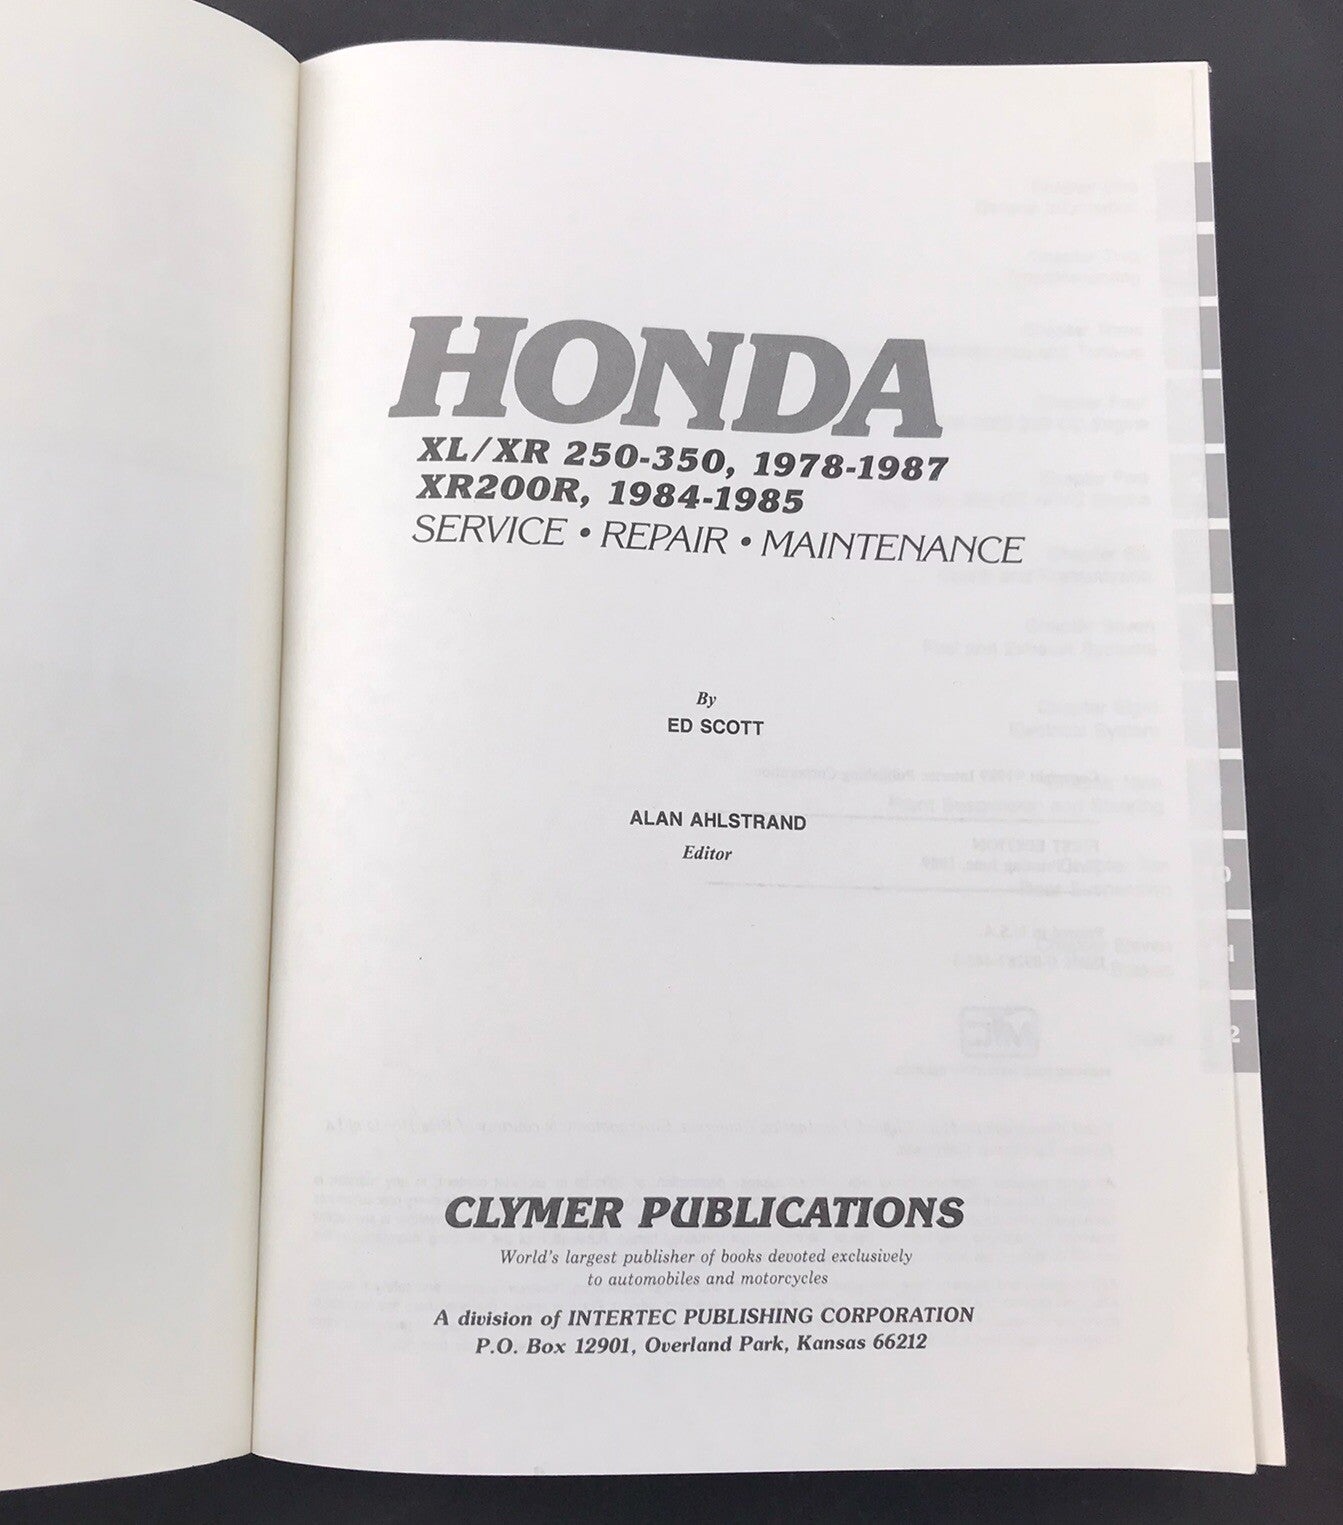 HONDA
XL/XR 250-350, 1978-1987
XR200R, 1984-1985
SERVICE • REPAIR • MAINTENANCE
By
ED SCOTT
ALAN AHLSTRAND
Editor
CLYMER PUBLICATIONS
World's largest publisher of books devoted exclusively
to automobiles and motorcycles
A division of INTERTEC PUBLISHING CORPORATION
P.O. Box 12901, Overland Park, Kansas 66212